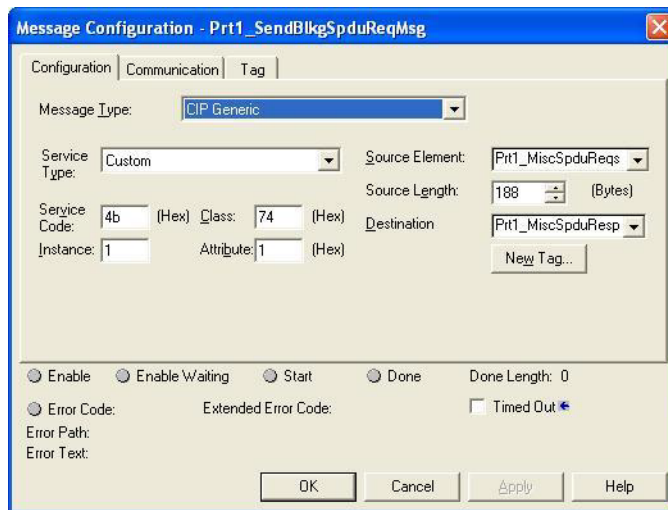 Message Configuration - Prt1_SendBlkgSpduReqMsg
Configuration Communication Tag
Message Type: CIP Generic
Service Type: Custom
Source Element: Prt1_MiscSpduReqs
Source Length: 188 (Bytes)
Service Code: 4b (Hex) Class: 74 (Hex)
Destination Prt1_MiscSpduResp
Instance: 1 Attribute: 1 (Hex)
New Tag...
Enable Enable Waiting Start Done Done Length: 0
Error Code: Extended Error Code: Timed Out
Error Path:
Error Text:
OK Cancel Apply Help